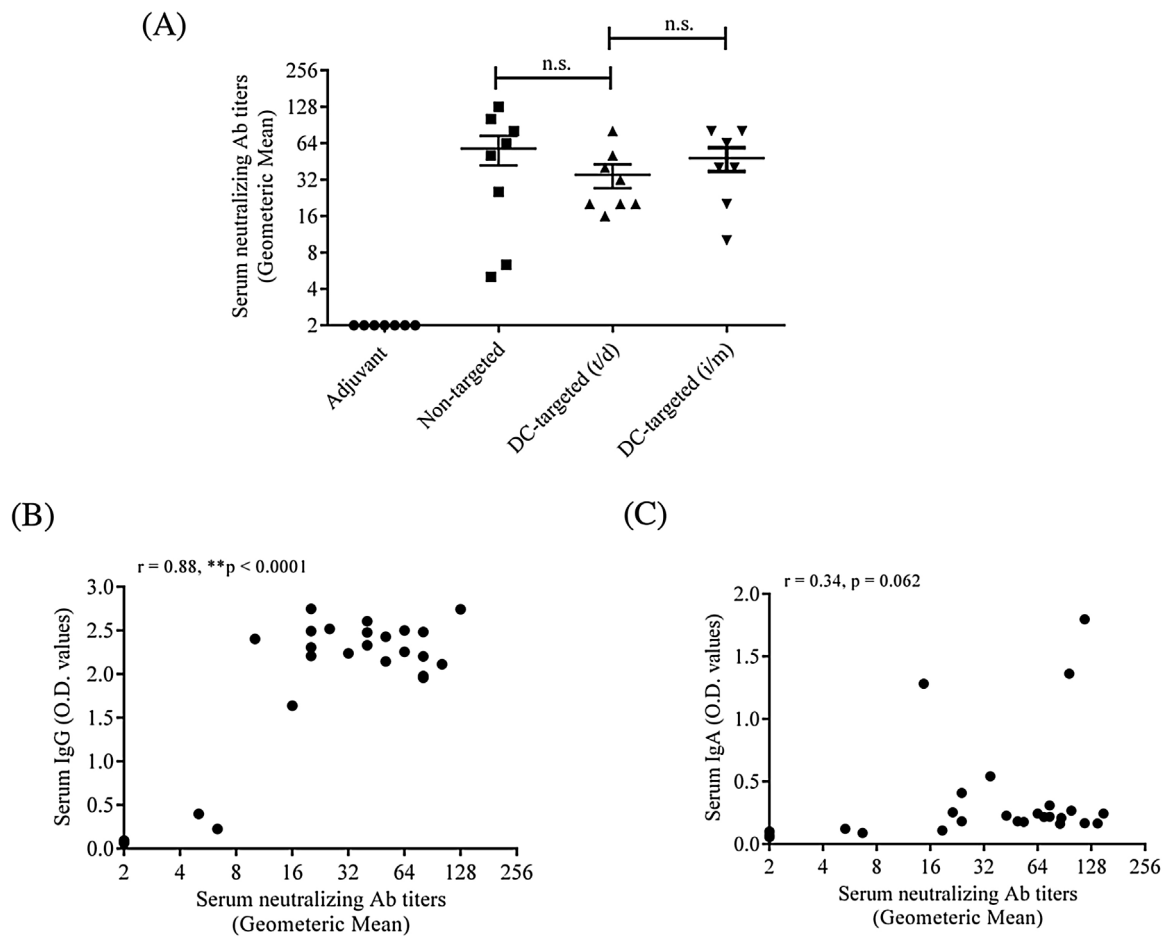 (A)
n.s.
n.s.
Serum neutralizing Ab titers
(Geometeric Mean)
256
128
64
32
16
8
4
2
Adjuvant
Non-targeted
DC-targeted (t/d)
DC-targeted (i/m)
(B)
r = 0.88, **p < 0.0001
Serum IgG (O.D. values)
3.0
2.5
2.0
1.5
1.0
0.5
0.0
2 4 8 16 32 64 128 256
Serum neutralizing Ab titers
(Geometeric Mean)
(C)
r = 0.34, p = 0.062
Serum IgA (O.D. values)
2.0
1.5
1.0
0.5
0.0
2 4 8 16 32 64 128 256
Serum neutralizing Ab titers
(Geometeric Mean)